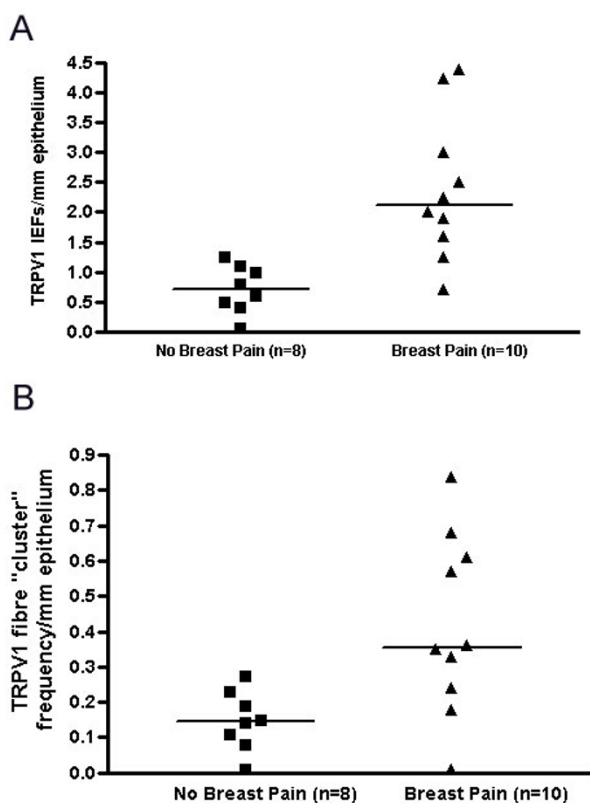 A
TRPV1 IEFs/mm epithelium
4.5
4.0
3.5
3.0
2.5
2.0
1.5
1.0
0.5
0.0
No Breast Pain (n=8)
Breast Pain (n=10)
B
TRPV1 fibre "cluster"
frequency/mm epithelium
0.9
0.8
0.7
0.6
0.5
0.4
0.3
0.2
0.1
0.0
No Breast Pain (n=8)
Breast Pain (n=10)